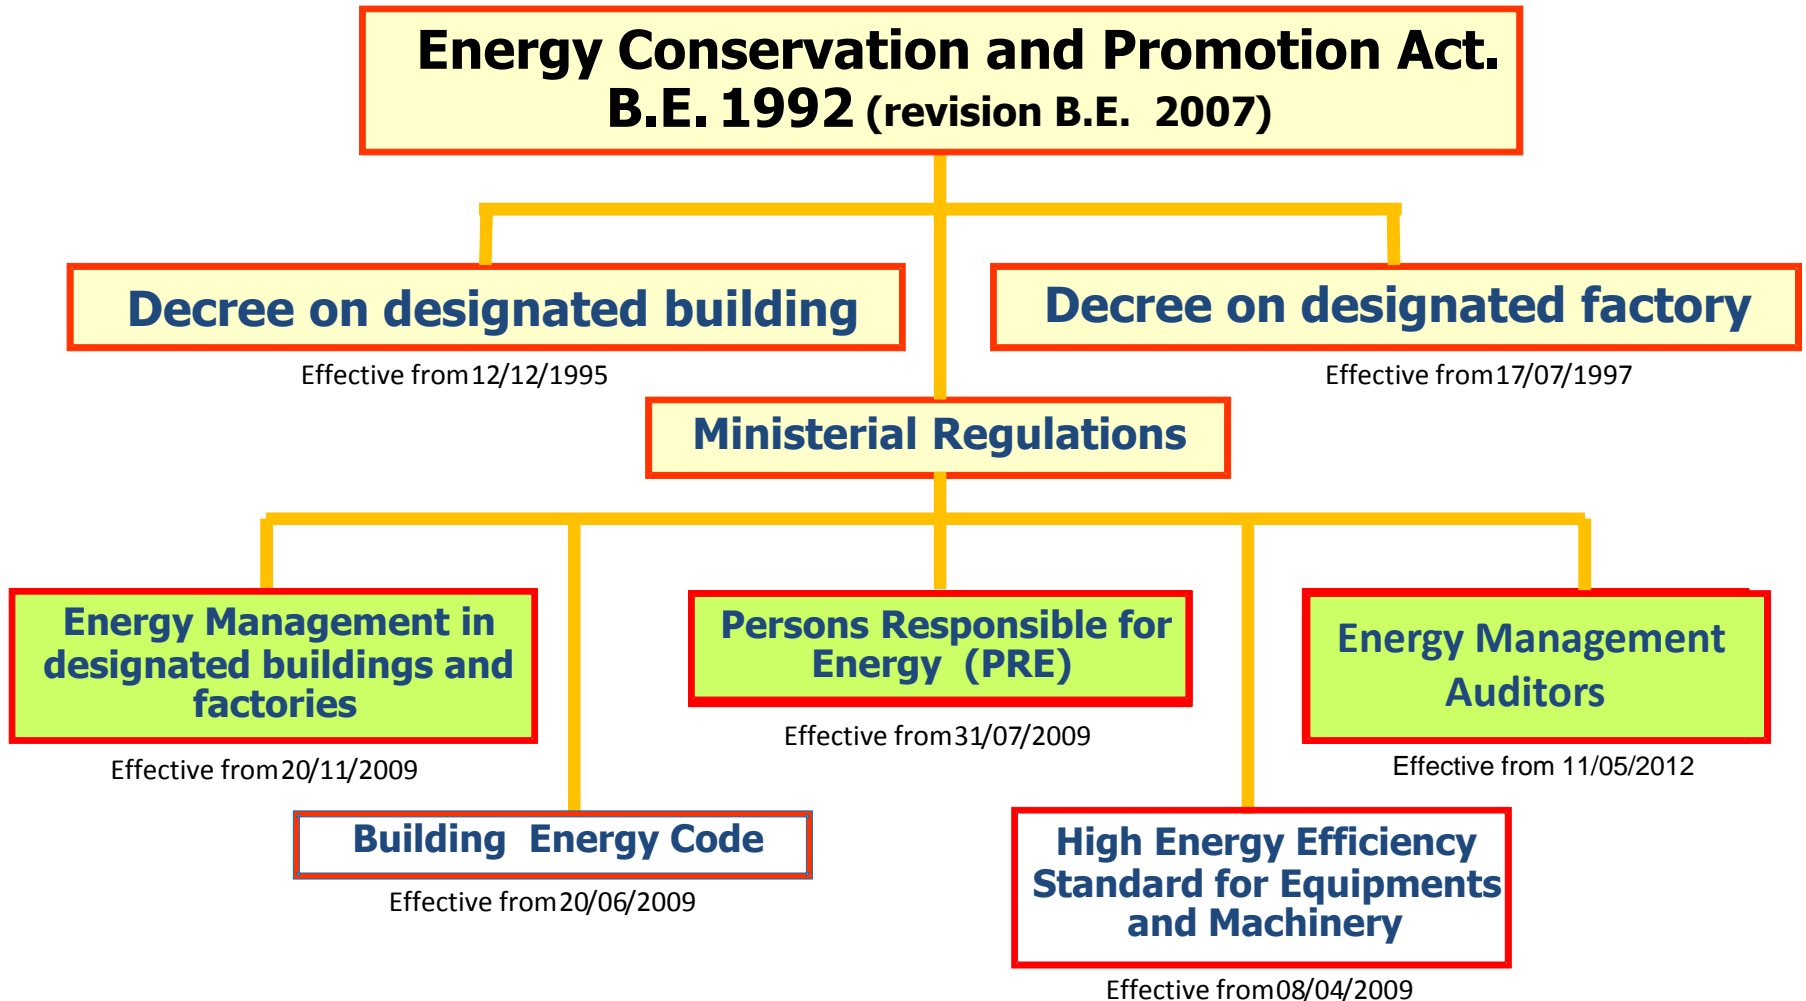 Energy Conservation and Promotion Act.
B.E. 1992 (revision B.E. 2007)
Decree on designated building
Effective from 12/12/1995
Decree on designated factory
Effective from 17/07/1997
Ministerial Regulations
Energy Management in
designated buildings and
factories
Effective from 20/11/2009
Persons Responsible for
Energy (PRE)
Effective from 31/07/2009
Energy Management
Auditors
Effective from 11/05/2012
Building Energy Code
Effective from 20/06/2009
High Energy Efficiency
Standard for Equipments
and Machinery
Effective from 08/04/2009